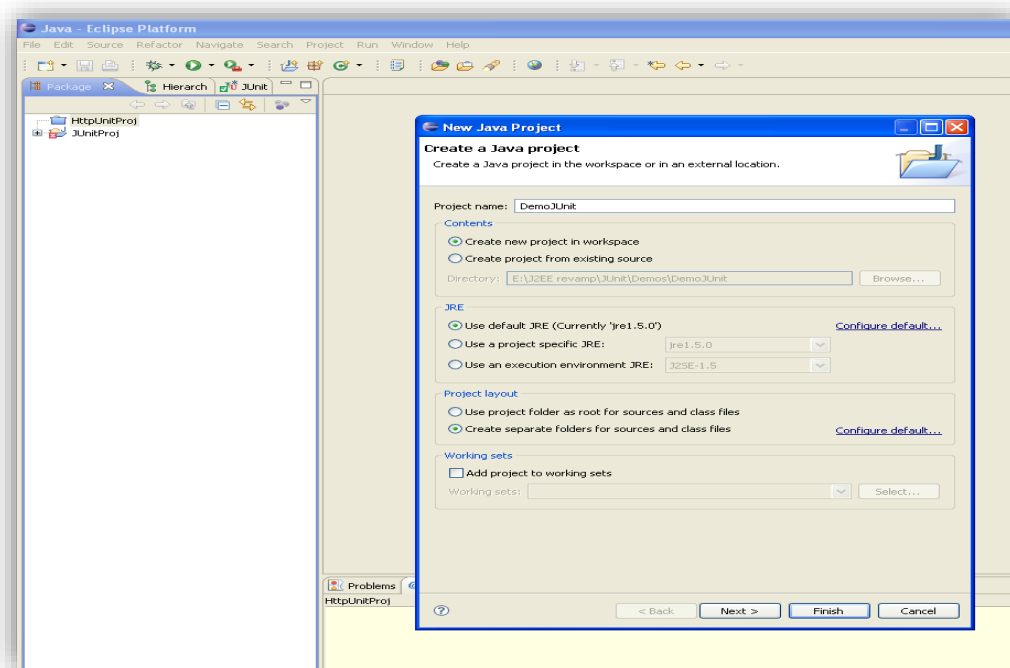 Java - Eclipse Platform
File Edit Source Refactor Navigate Search Project Run Window Help
Package Hierarch JUnit
HttpUnitProj
JUnitProj
New Java Project
Create a Java project
Create a Java project in the workspace or in an external location.
Project name: DemoJUnit
Contents
Create new project in workspace
Create project from existing source
Directory: E:\J2EE revamp\JUnit\Demos\DemoJUnit Browse...
JRE
Use default JRE (Currently 'jre1.5.0') Configure default...
Use a project specific JRE: jre1.5.0
Use an execution environment JRE: J2SE-1.5
Project layout
Use project folder as root for sources and class files
Create separate folders for sources and class files Configure default...
Working sets
Add project to working sets
Working sets: Select...
Problems
HttpUnitProj
< Back Next > Finish Cancel